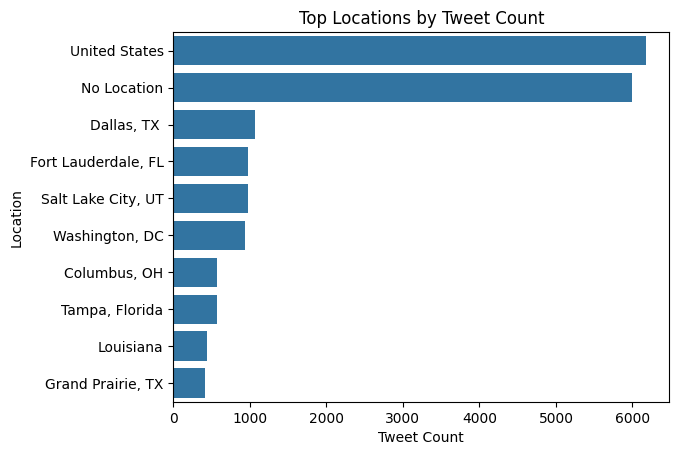 Top Locations by Tweet Count
United States
No Location
Dallas, TX
Fort Lauderdale, FL
Salt Lake City, UT
Washington, DC
Columbus, OH
Tampa, Florida
Louisiana
Grand Prairie, TX
Location
0 1000 2000 3000 4000 5000 6000
Tweet Count